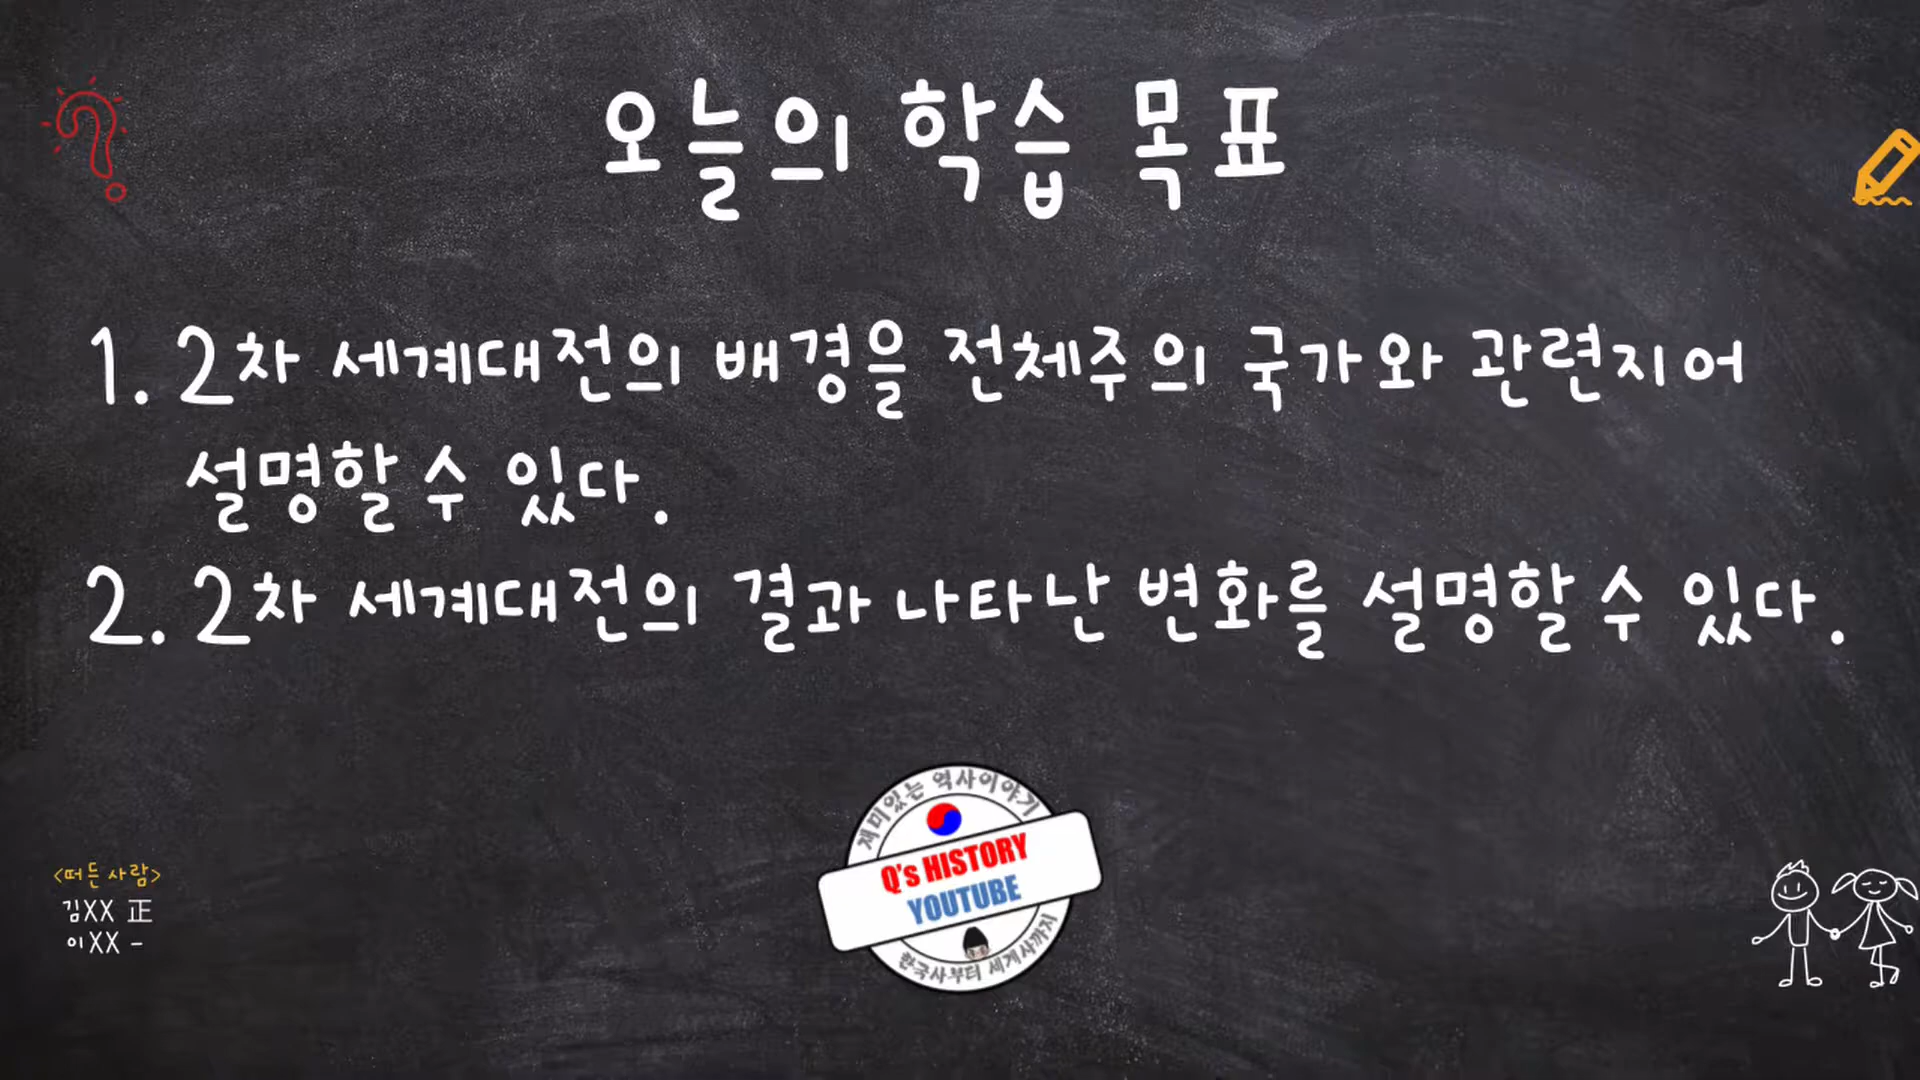 오늘의 학습 목표
1. 2차 세계대전의 배경을 전체주의 국가와 관련지어
설명할 수 있다.
2. 2차 세계대전의 결과 나타난 변화를 설명할 수 있다.
재미있는 역사이야기
Q's HISTORY
YOUTUBE
한국사부터 세계사까지
<떠든 사람>
김XX 正
이XX -